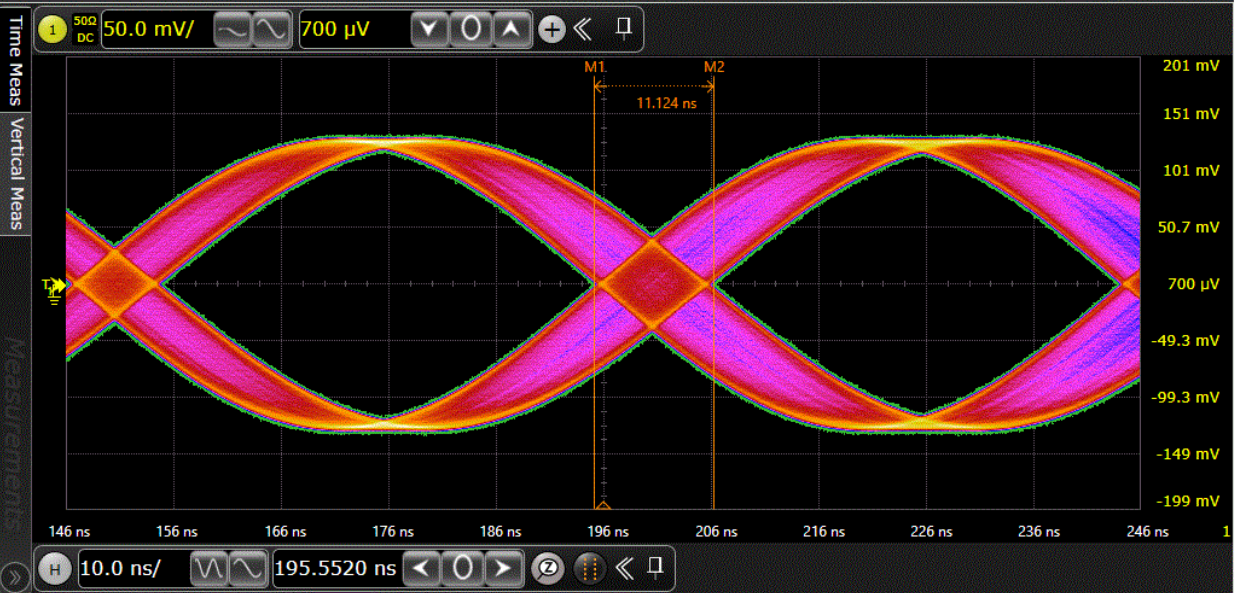 Time Meas
Vertical Meas
Measurements
1
50Ω
DC
50.0 mV/
700 µV
M1
M2
11.124 ns
201 mV
151 mV
101 mV
50.7 mV
700 µV
-49.3 mV
-99.3 mV
-149 mV
-199 mV
146 ns
156 ns
166 ns
176 ns
186 ns
196 ns
206 ns
216 ns
226 ns
236 ns
246 ns
1
H
10.0 ns/
195.5520 ns
0
Z